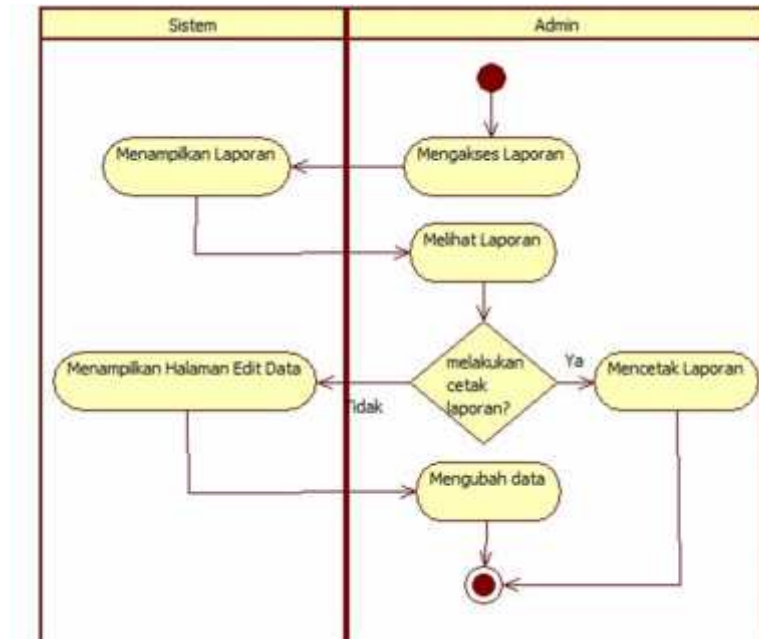 Sistem
Admin
Menampilkan Laporan
Mengakses Laporan
Melihat Laporan
Menampilkan Halaman Edit Data
Tidak
melakukan
cetak
laporan?
Ya
Mencetak Laporan
Mengubah data